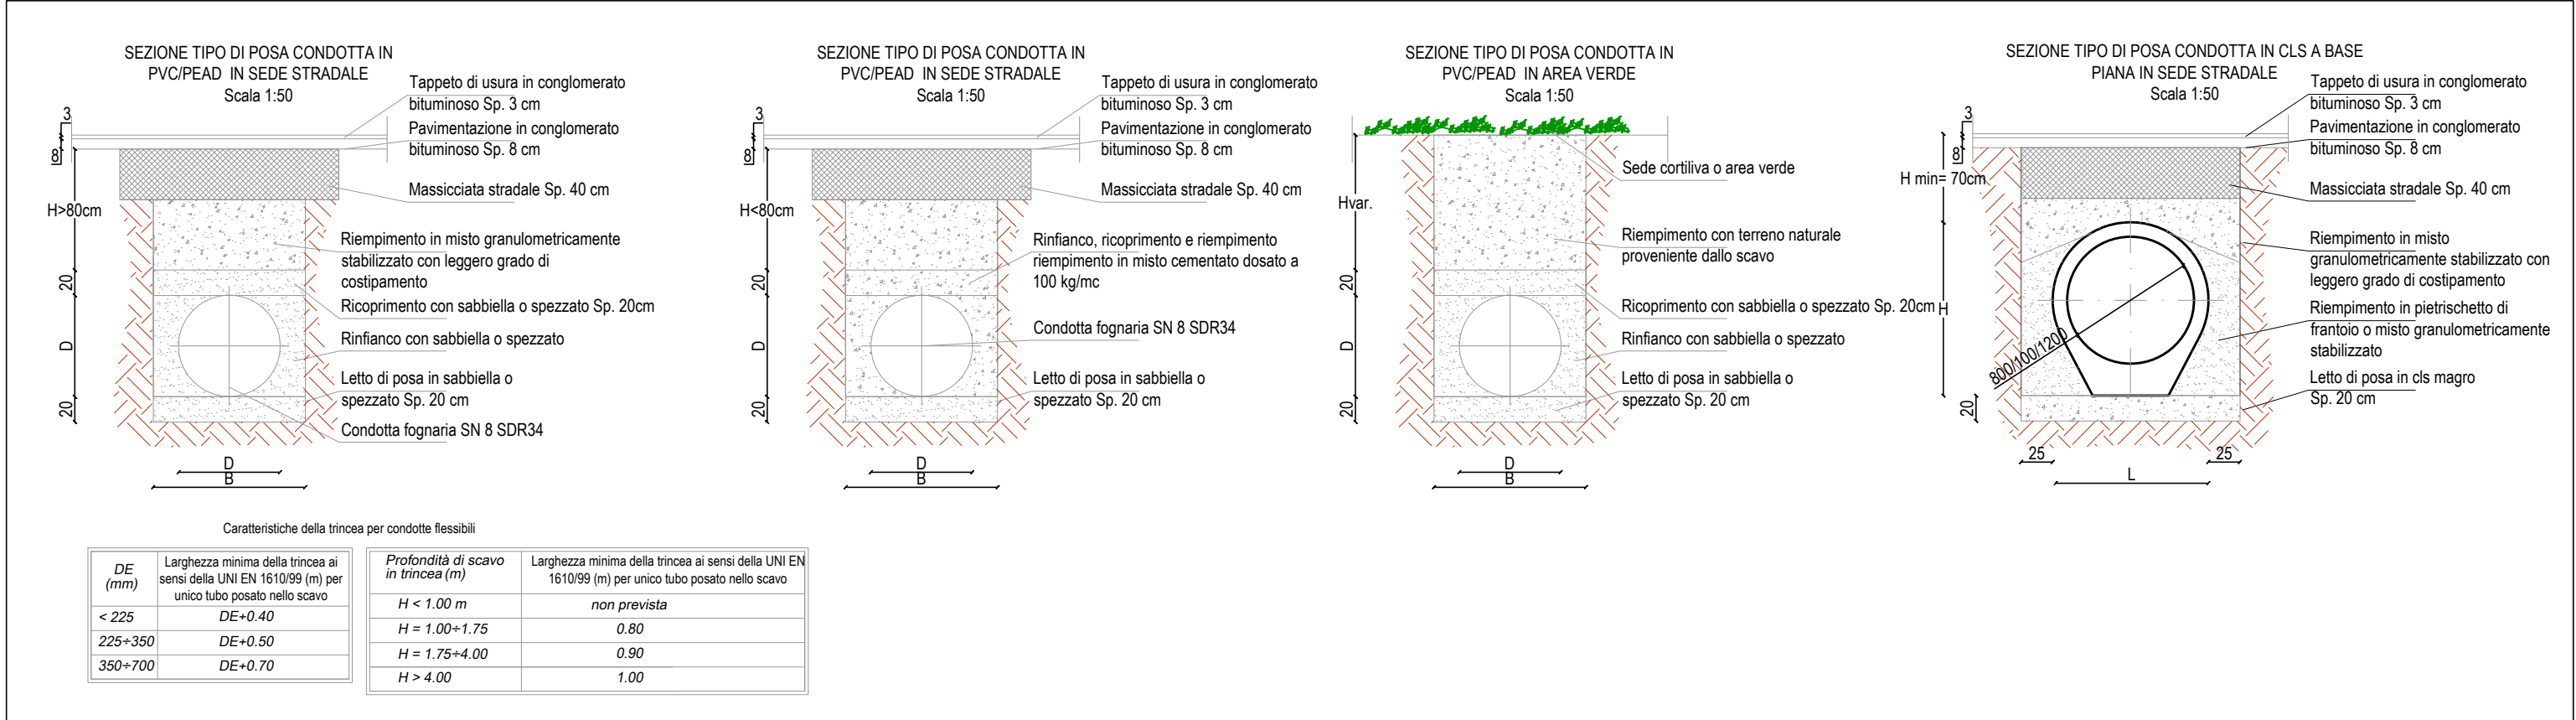 SEZIONE TIPO DI POSA CONDOTTA IN
PVC/PEAD IN SEDE STRADALE
Scala 1:50
Tappeto di usura in conglomerato
bituminoso Sp. 3 cm
Pavimentazione in conglomerato
bituminoso Sp. 8 cm
Massicciata stradale Sp. 40 cm
Riempimento in misto granulometricamente
stabilizzato con leggero grado di
costipamento
Ricoprimento con sabbiella o spezzato Sp. 20cm
Rinfianco con sabbiella o spezzato
Letto di posa in sabbiella o
spezzato Sp. 20 cm
Condotta fognaria SN 8 SDR34
3
8
H>80cm
20
D
20
D
B
SEZIONE TIPO DI POSA CONDOTTA IN
PVC/PEAD IN SEDE STRADALE
Scala 1:50
Tappeto di usura in conglomerato
bituminoso Sp. 3 cm
Pavimentazione in conglomerato
bituminoso Sp. 8 cm
Massicciata stradale Sp. 40 cm
Rinfianco, ricoprimento e riempimento
riempimento in misto cementato dosato a
100 kg/mc
Condotta fognaria SN 8 SDR34
Letto di posa in sabbiella o
spezzato Sp. 20 cm
3
8
H<80cm
20
D
20
D
B
SEZIONE TIPO DI POSA CONDOTTA IN
PVC/PEAD IN AREA VERDE
Scala 1:50
Sede cortiliva o area verde
Riempimento con terreno naturale
proveniente dallo scavo
Ricoprimento con sabbiella o spezzato Sp. 20cm
Rinfianco con sabbiella o spezzato
Letto di posa in sabbiella o
spezzato Sp. 20 cm
Hvar.
20
D
20
D
B
SEZIONE TIPO DI POSA CONDOTTA IN CLS A BASE
PIANA IN SEDE STRADALE
Scala 1:50
Tappeto di usura in conglomerato
bituminoso Sp. 3 cm
Pavimentazione in conglomerato
bituminoso Sp. 8 cm
Massicciata stradale Sp. 40 cm
Riempimento in misto
granulometricamente stabilizzato con
leggero grado di costipamento
Riempimento in pietrischetto di
frantoio o misto granulometricamente
stabilizzato
Letto di posa in cls magro
Sp. 20 cm
3
8
H min= 70cm
H
800/100/1200
20
25
25
L
Caratteristiche della trincea per condotte flessibili
DE
(mm)
Larghezza minima della trincea ai
sensi della UNI EN 1610/99 (m) per
unico tubo posato nello scavo
< 225 DE+0.40
225÷350 DE+0.50
350÷700 DE+0.70
Profondità di scavo
in trincea (m)
Larghezza minima della trincea ai sensi della UNI EN
1610/99 (m) per unico tubo posato nello scavo
H < 1.00 m non prevista
H = 1.00÷1.75 0.80
H = 1.75÷4.00 0.90
H > 4.00 1.00